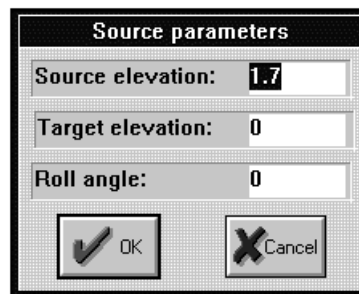 Source parameters
Source elevation: 1.7
Target elevation: 0
Roll angle: 0
OK Cancel